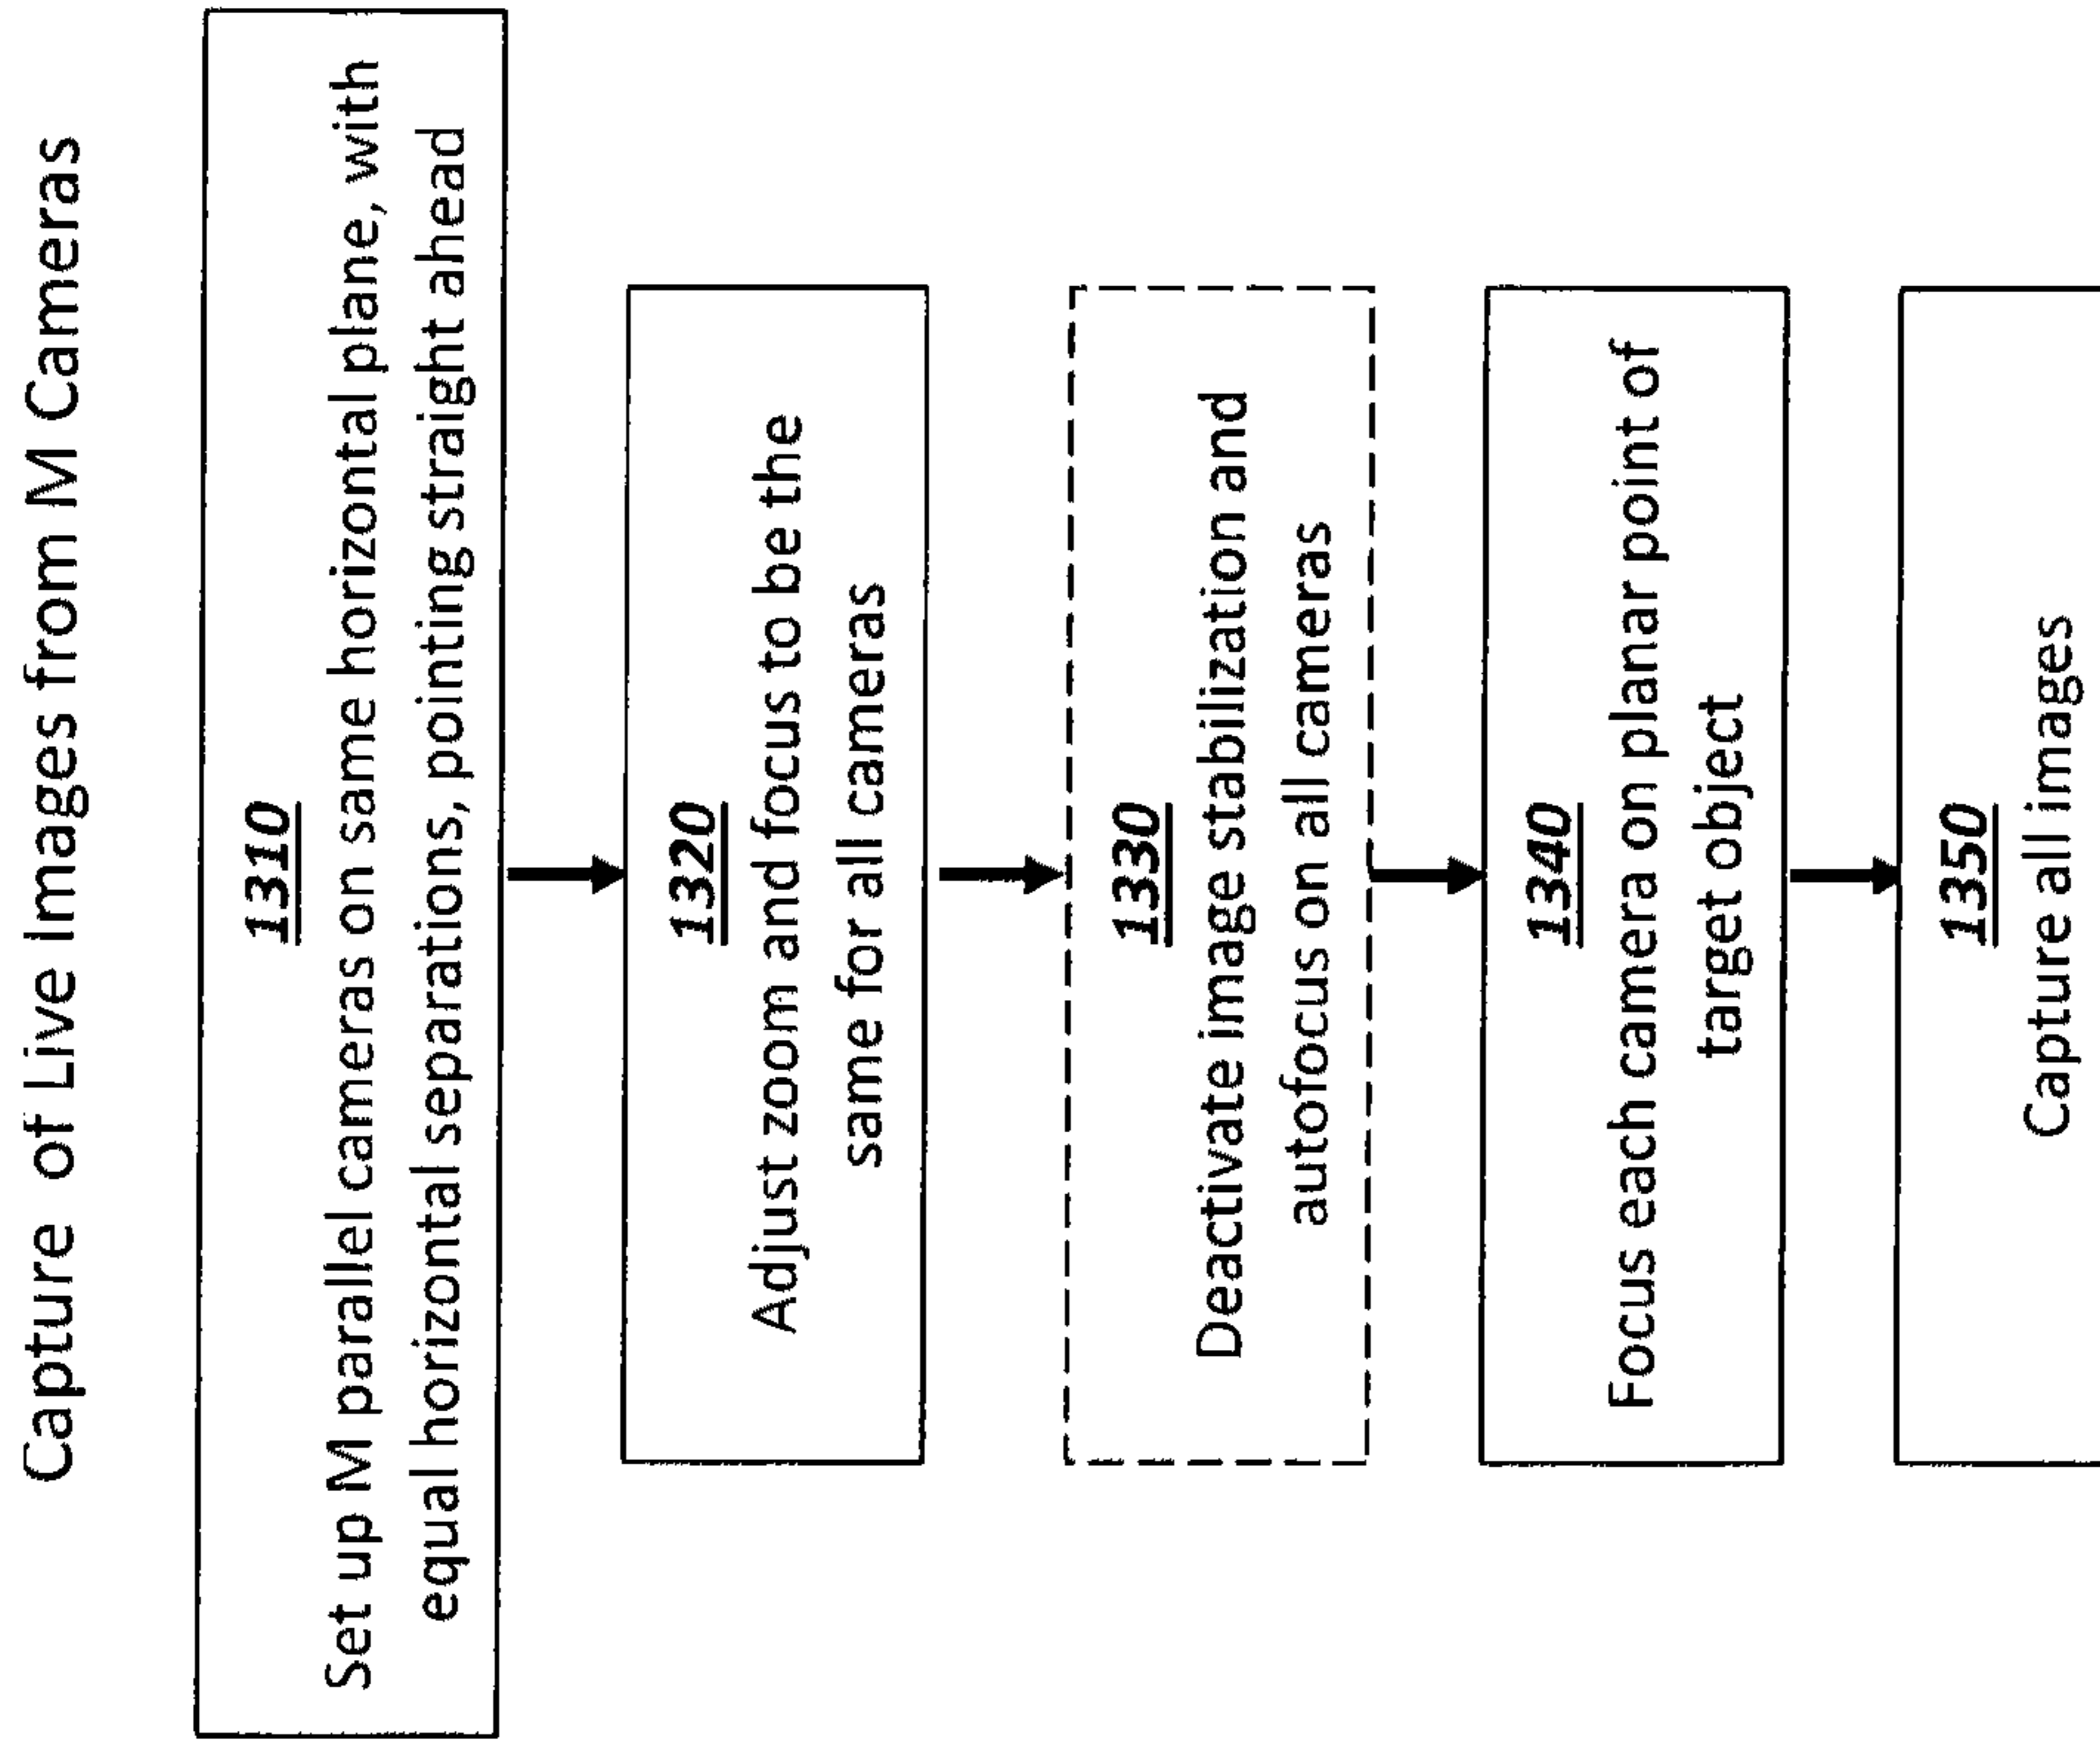 Capture of Live Images from M Cameras
1310
Set up M parallel cameras on same horizontal plane, with
equal horizontal separations, pointing straight ahead
1320
Adjust zoom and focus to be the
same for all cameras
1330
Deactivate image stabilization and
autofocus on all cameras
1340
Focus each camera on planar point of
target object
1350
Capture all images